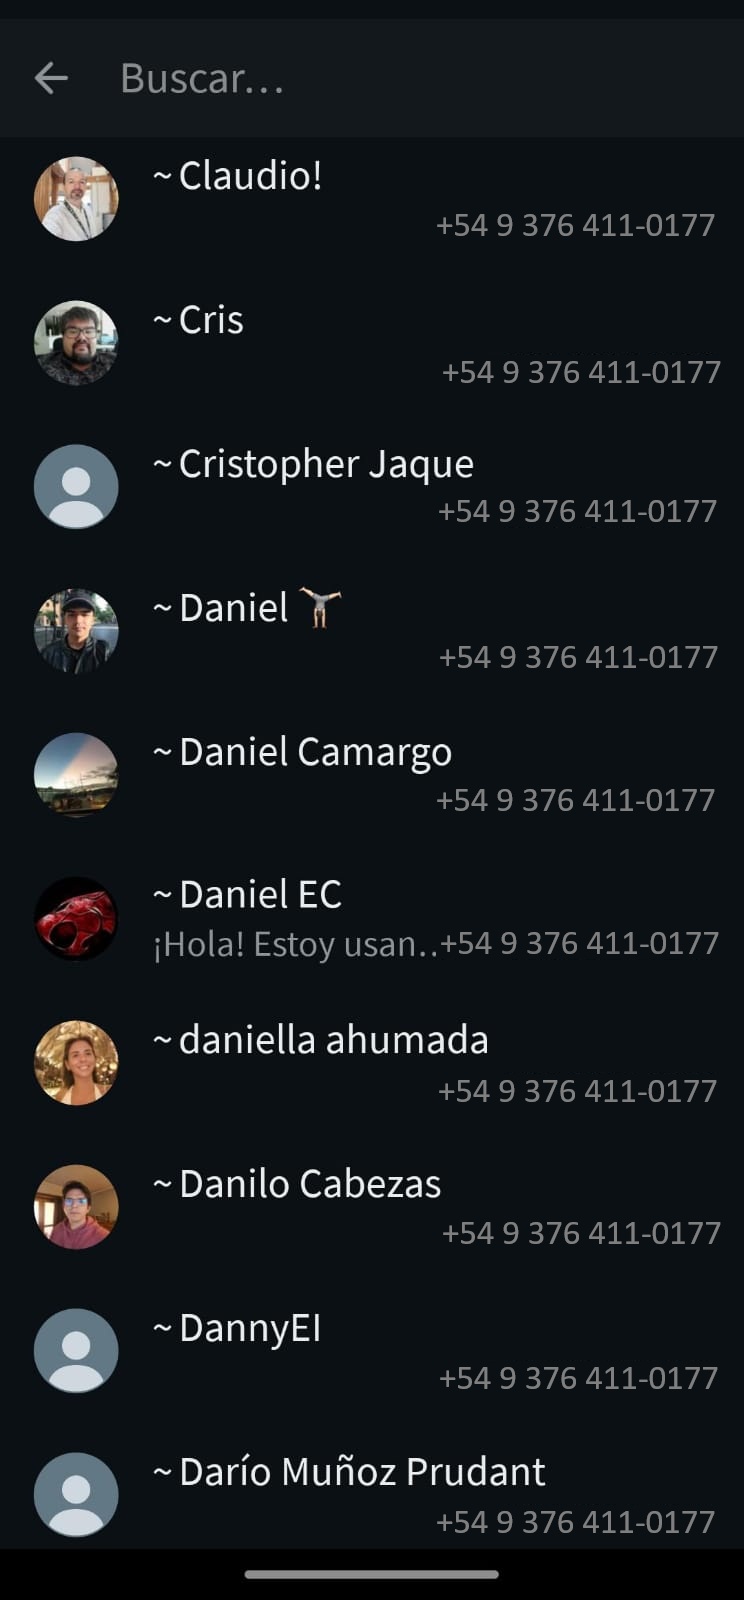 Buscar...
~ Claudio!
+54 9 376 411-0177
~ Cris
+54 9 376 411-0177
~ Cristopher Jaque
+54 9 376 411-0177
~ Daniel 🤸
+54 9 376 411-0177
~ Daniel Camargo
+54 9 376 411-0177
~ Daniel EC
¡Hola! Estoy usan.. +54 9 376 411-0177
~ daniella ahumada
+54 9 376 411-0177
~ Danilo Cabezas
+54 9 376 411-0177
~ DannyEI
+54 9 376 411-0177
~ Darío Muñoz Prudant
+54 9 376 411-0177